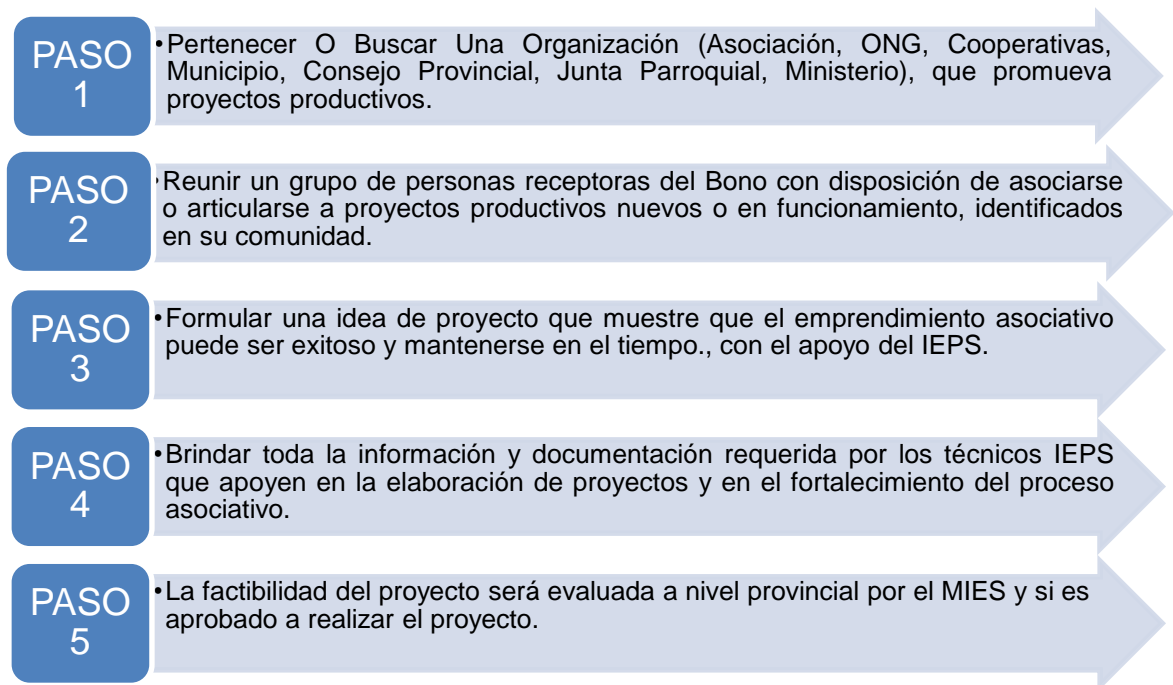 PASO
1
•Pertenecer O Buscar Una Organización (Asociación, ONG, Cooperativas,
Municipio, Consejo Provincial, Junta Parroquial, Ministerio), que promueva
proyectos productivos.
PASO
2
•Reunir un grupo de personas receptoras del Bono con disposición de asociarse
o articularse a proyectos productivos nuevos o en funcionamiento, identificados
en su comunidad.
PASO
3
•Formular una idea de proyecto que muestre que el emprendimiento asociativo
puede ser exitoso y mantenerse en el tiempo., con el apoyo del IEPS.
PASO
4
•Brindar toda la información y documentación requerida por los técnicos IEPS
que apoyen en la elaboración de proyectos y en el fortalecimiento del proceso
asociativo.
PASO
5
•La factibilidad del proyecto será evaluada a nivel provincial por el MIES y si es
aprobado a realizar el proyecto.